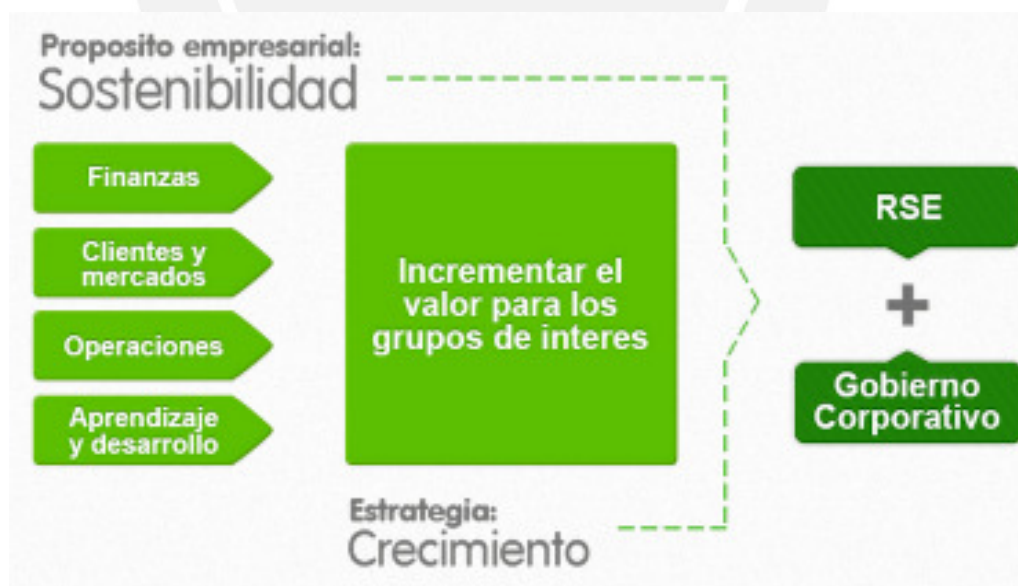 Proposito empresarial:
Sostenibilidad
Finanzas
Clientes y
mercados
Operaciones
Aprendizaje
y desarrollo
Incrementar el
valor para los
grupos de interes
Estrategia:
Crecimiento
RSE
+
Gobierno
Corporativo